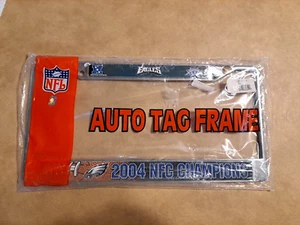 EAGLES
NFL
AUTO TAG FRAME
2004 NFC CHAMPIONS